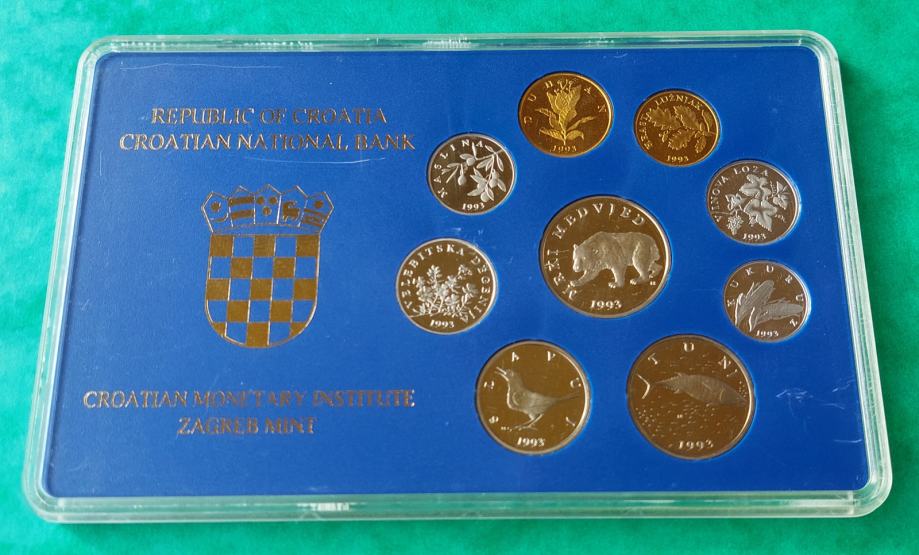 REPUBLIC OF CROATIA
CROATIAN NATIONAL BANK
CROATIAN MONETARY INSTITUTE
ZAGREB MINT
MASLINA
1993
DUHAN
1993
HRAST LUŽNJAK
1993
VINOVA LOZA
1993
VELEBITSKA DEGENIJA
1993
MRKI MEDVJED
1993
KUKURUZ
1993
SLAVUJ
1993
TUNJ
1993